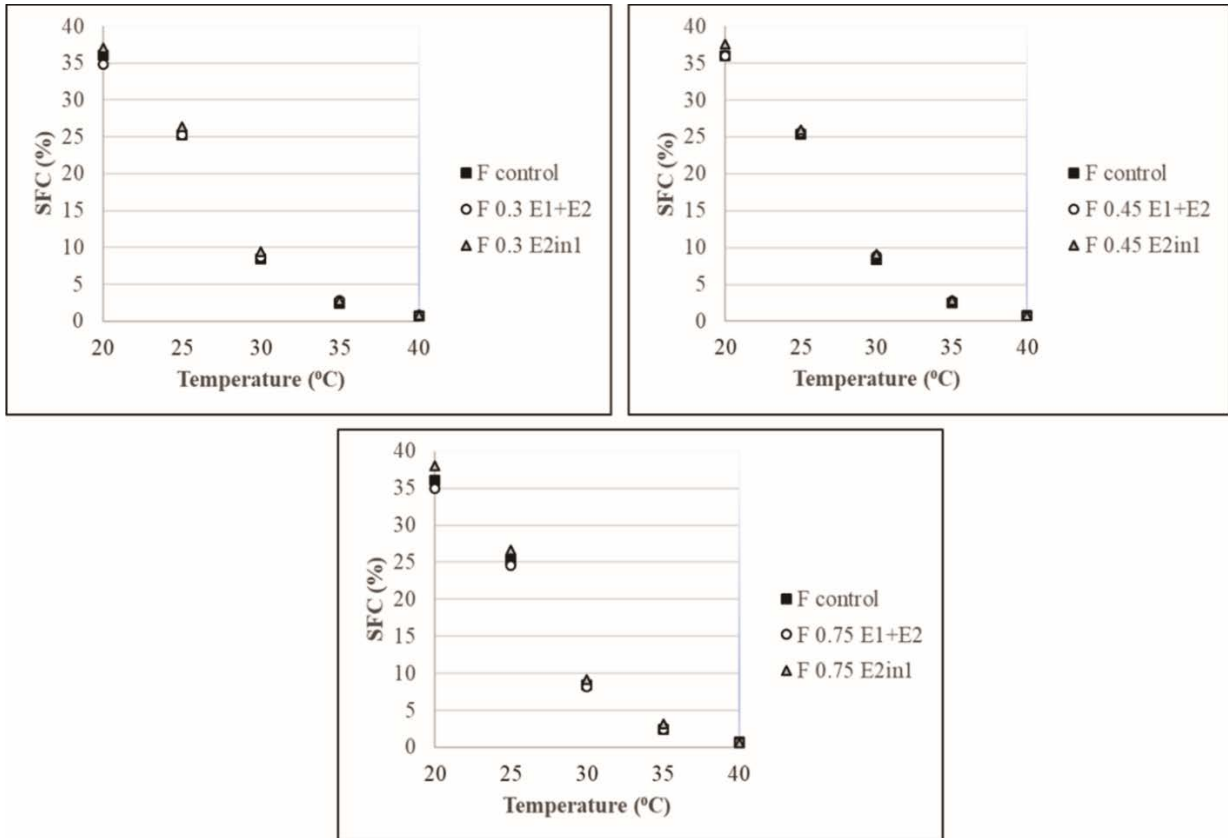 40
35
30
25
20
15
10
5
0
SFC (%)
20 25 30 35 40
Temperature (⁰C)
F control
F 0.3 E1+E2
F 0.3 E2in1
40
35
30
25
20
15
10
5
0
SFC (%)
20 25 30 35 40
Temperature (⁰C)
F control
F 0.45 E1+E2
F 0.45 E2in1
40
35
30
25
20
15
10
5
0
SFC (%)
20 25 30 35 40
Temperature (⁰C)
F control
F 0.75 E1+E2
F 0.75 E2in1